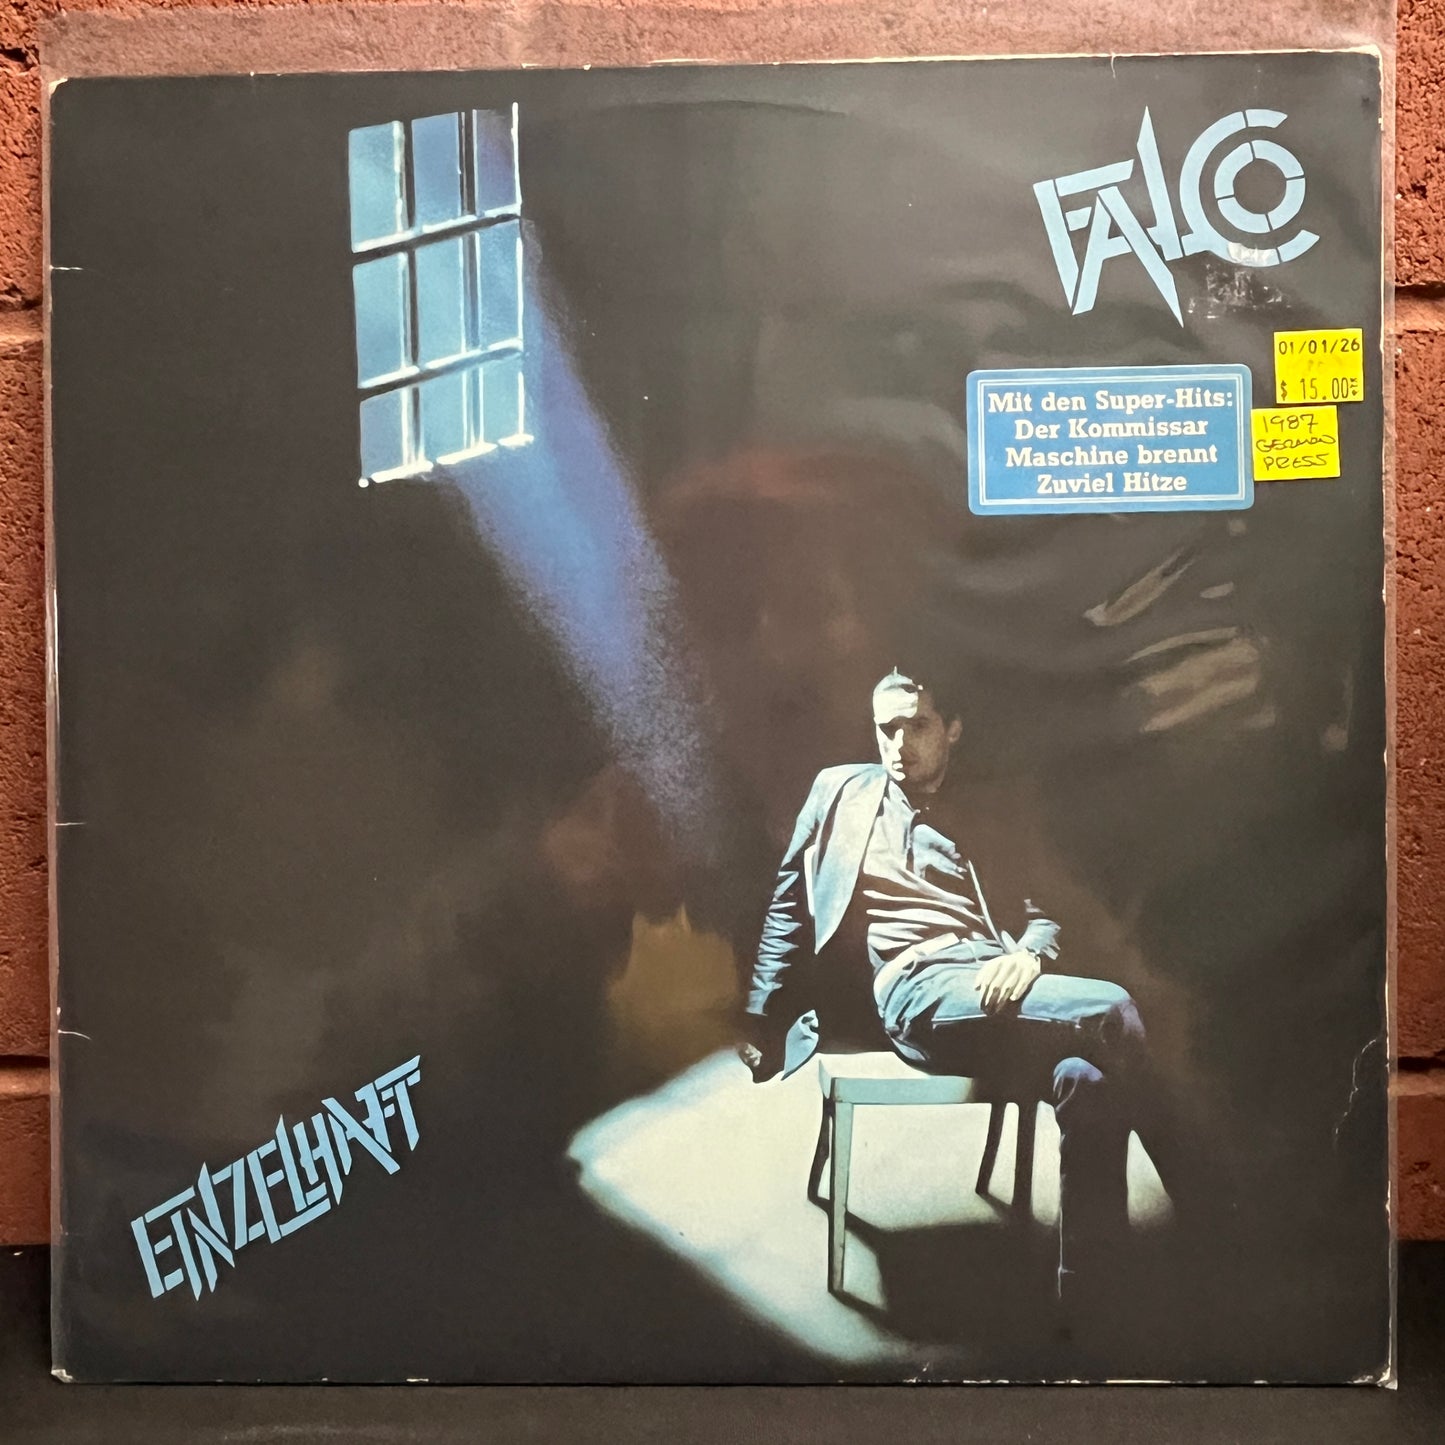 FALCO
01/01/26
$ 15.00
Mit den Super-Hits:
Der Kommissar
Maschine brennt
Zuviel Hitze
1987
GERMAN
PRESS
EINZELHAFT